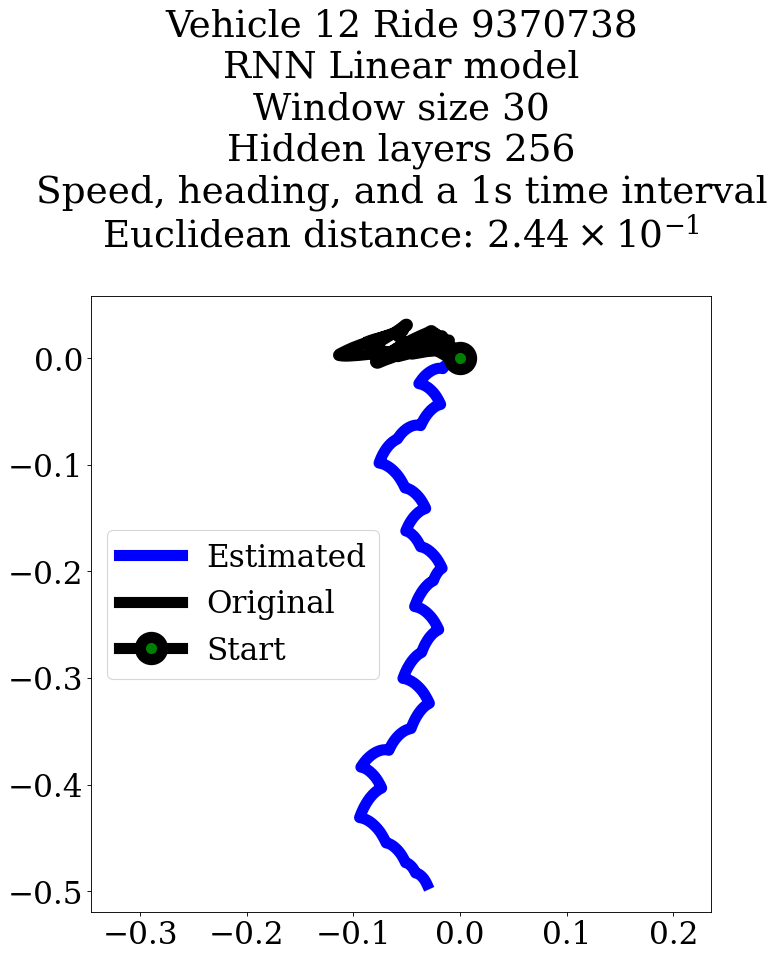 Vehicle 12 Ride 9370738
RNN Linear model
Window size 30
Hidden layers 256
Speed, heading, and a 1s time interval
Euclidean distance: 2.44 × 10⁻¹
0.0
−0.1
−0.2
−0.3
−0.4
−0.5
Estimated
Original
Start
−0.3 −0.2 −0.1 0.0 0.1 0.2